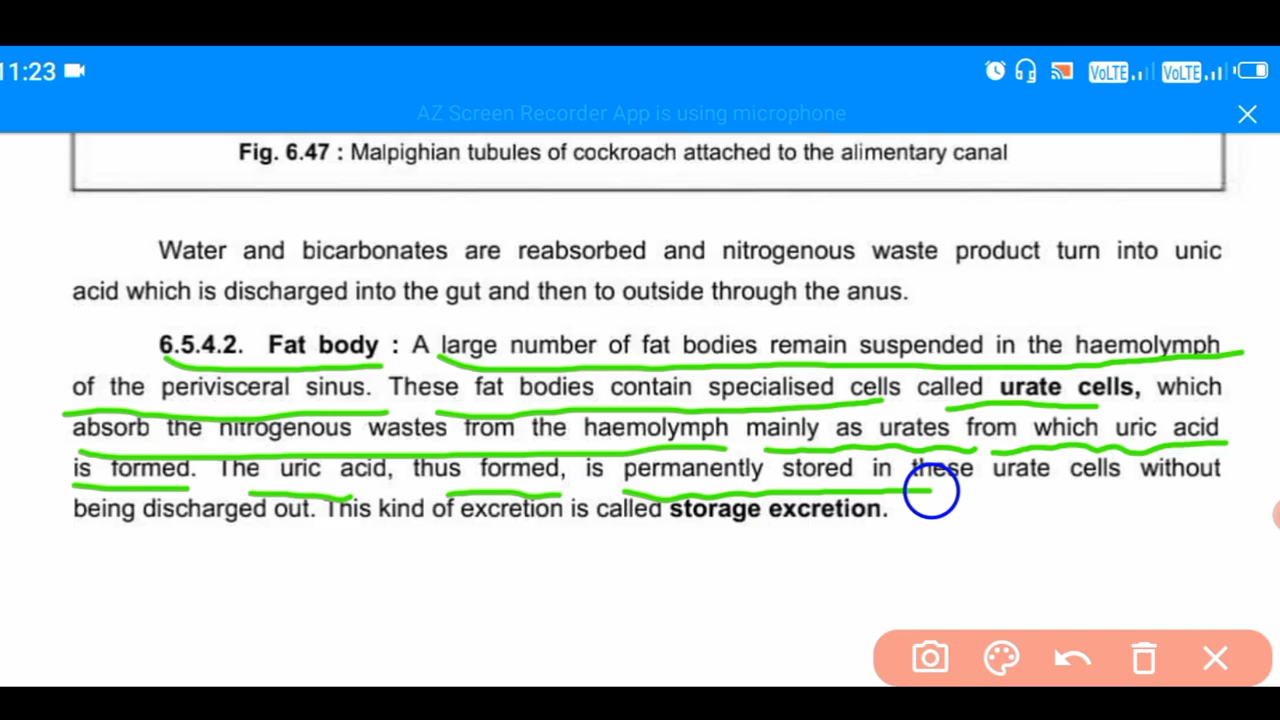 11:23
VoLTE VoLTE
AZ Screen Recorder App is using microphone
Fig. 6.47 : Malpighian tubules of cockroach attached to the alimentary canal
Water and bicarbonates are reabsorbed and nitrogenous waste product turn into unic
acid which is discharged into the gut and then to outside through the anus.
6.5.4.2. Fat body : A large number of fat bodies remain suspended in the haemolymph
of the perivisceral sinus. These fat bodies contain specialised cells called urate cells, which
absorb the nitrogenous wastes from the haemolymph mainly as urates from which uric acid
is formed. The uric acid, thus formed, is permanently stored in these urate cells without
being discharged out. This kind of excretion is called storage excretion.